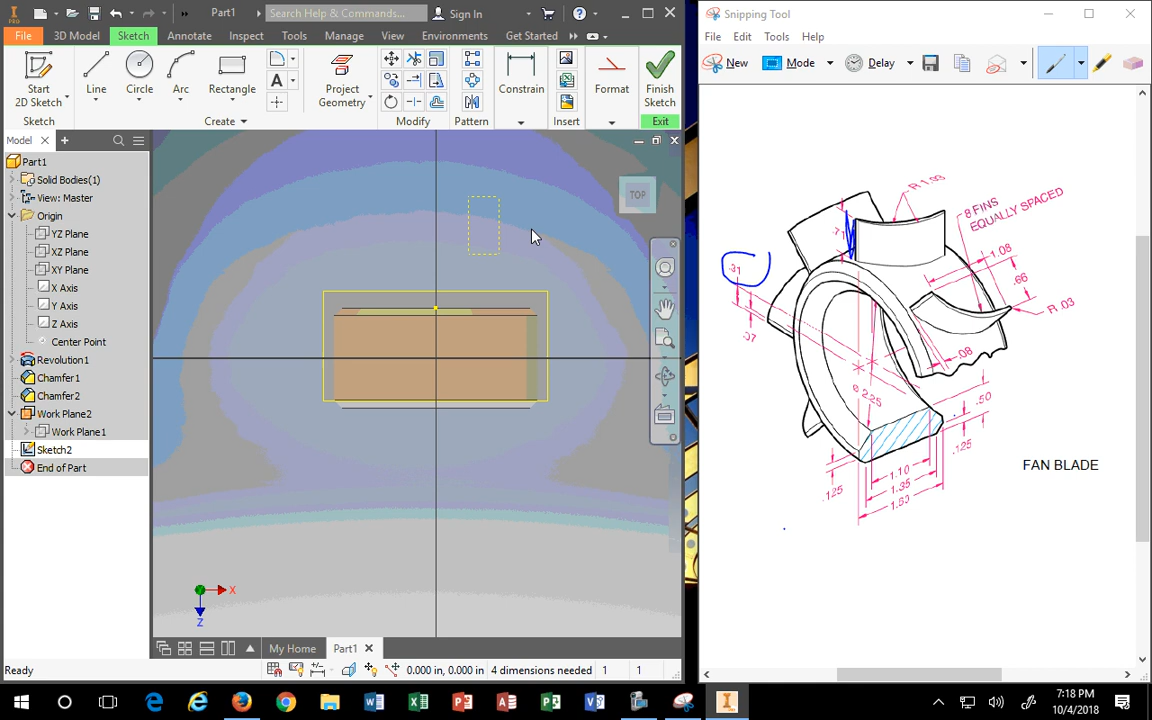 PRO
Part1
Search Help & Commands...
Sign In
Snipping Tool
File
3D Model
Sketch
Annotate
Inspect
Tools
Manage
View
Environments
Get Started
File
Edit
Tools
Help
New
Mode
Delay
Start
2D Sketch
Line
Circle
Arc
Rectangle
A
Project
Geometry
Constrain
Format
Finish
Sketch
Sketch
Create
Modify
Pattern
Insert
Exit
Model
Part1
Solid Bodies(1)
View: Master
Origin
YZ Plane
XZ Plane
XY Plane
X Axis
Y Axis
Z Axis
Center Point
Revolution1
Chamfer1
Chamfer2
Work Plane2
Work Plane1
Sketch2
End of Part
TOP
X
Z
8 FINS
EQUALLY SPACED
1.08
.66
R .03
.31
.37
.08
ø 2.25
.50
.125
.125
1.10
1.35
1.53
FAN BLADE
My Home
Part1
Ready
0.000 in, 0.000 in
4 dimensions needed
1
1
7:18 PM
10/4/2018